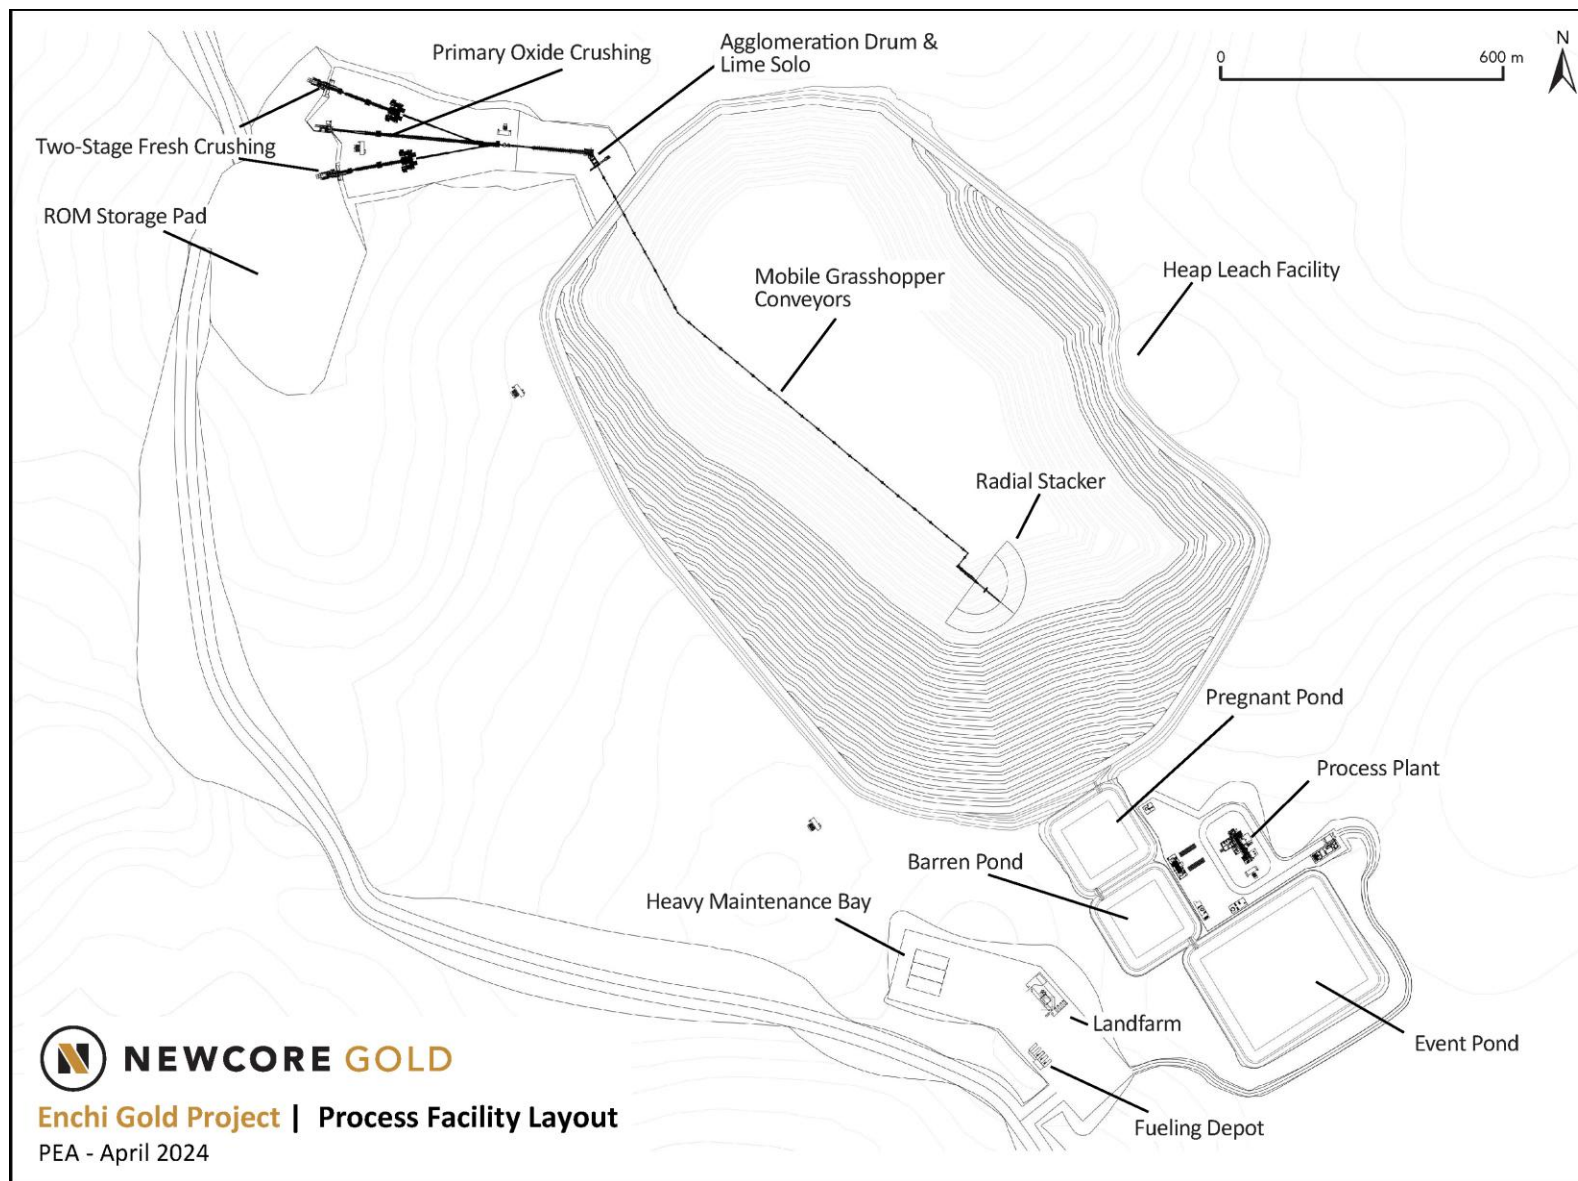 Primary Oxide Crushing
Agglomeration Drum &
Lime Solo
0
600 m
N
Two-Stage Fresh Crushing
ROM Storage Pad
Mobile Grasshopper
Conveyors
Heap Leach Facility
Radial Stacker
Pregnant Pond
Process Plant
Barren Pond
Heavy Maintenance Bay
Landfarm
Event Pond
Fueling Depot
NEWCORE GOLD
Enchi Gold Project | Process Facility Layout
PEA - April 2024